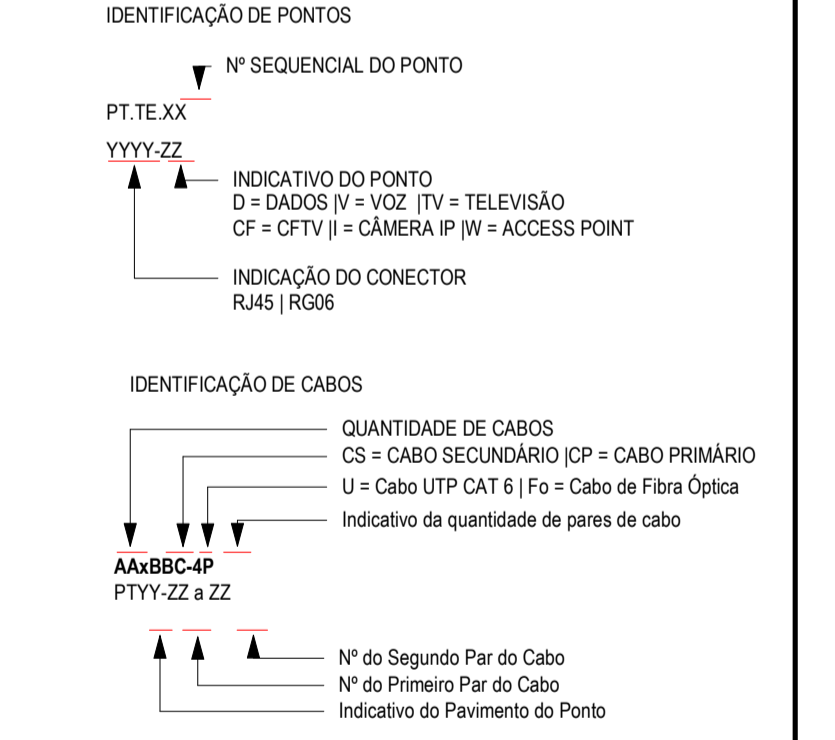 IDENTIFICAÇÃO DE PONTOS
Nº SEQUENCIAL DO PONTO
PT.TE.XX
YYYY-ZZ
INDICATIVO DO PONTO
D = DADOS |V = VOZ |TV = TELEVISÃO
CF = CFTV |I = CÂMERA IP |W = ACCESS POINT
INDICAÇÃO DO CONECTOR
RJ45 | RG06
IDENTIFICAÇÃO DE CABOS
QUANTIDADE DE CABOS
CS = CABO SECUNDÁRIO |CP = CABO PRIMÁRIO
U = Cabo UTP CAT 6 | Fo = Cabo de Fibra Óptica
Indicativo da quantidade de pares de cabo
AAxBBC-4P
PTYY-ZZ a ZZ
Nº do Segundo Par do Cabo
Nº do Primeiro Par do Cabo
Indicativo do Pavimento do Ponto